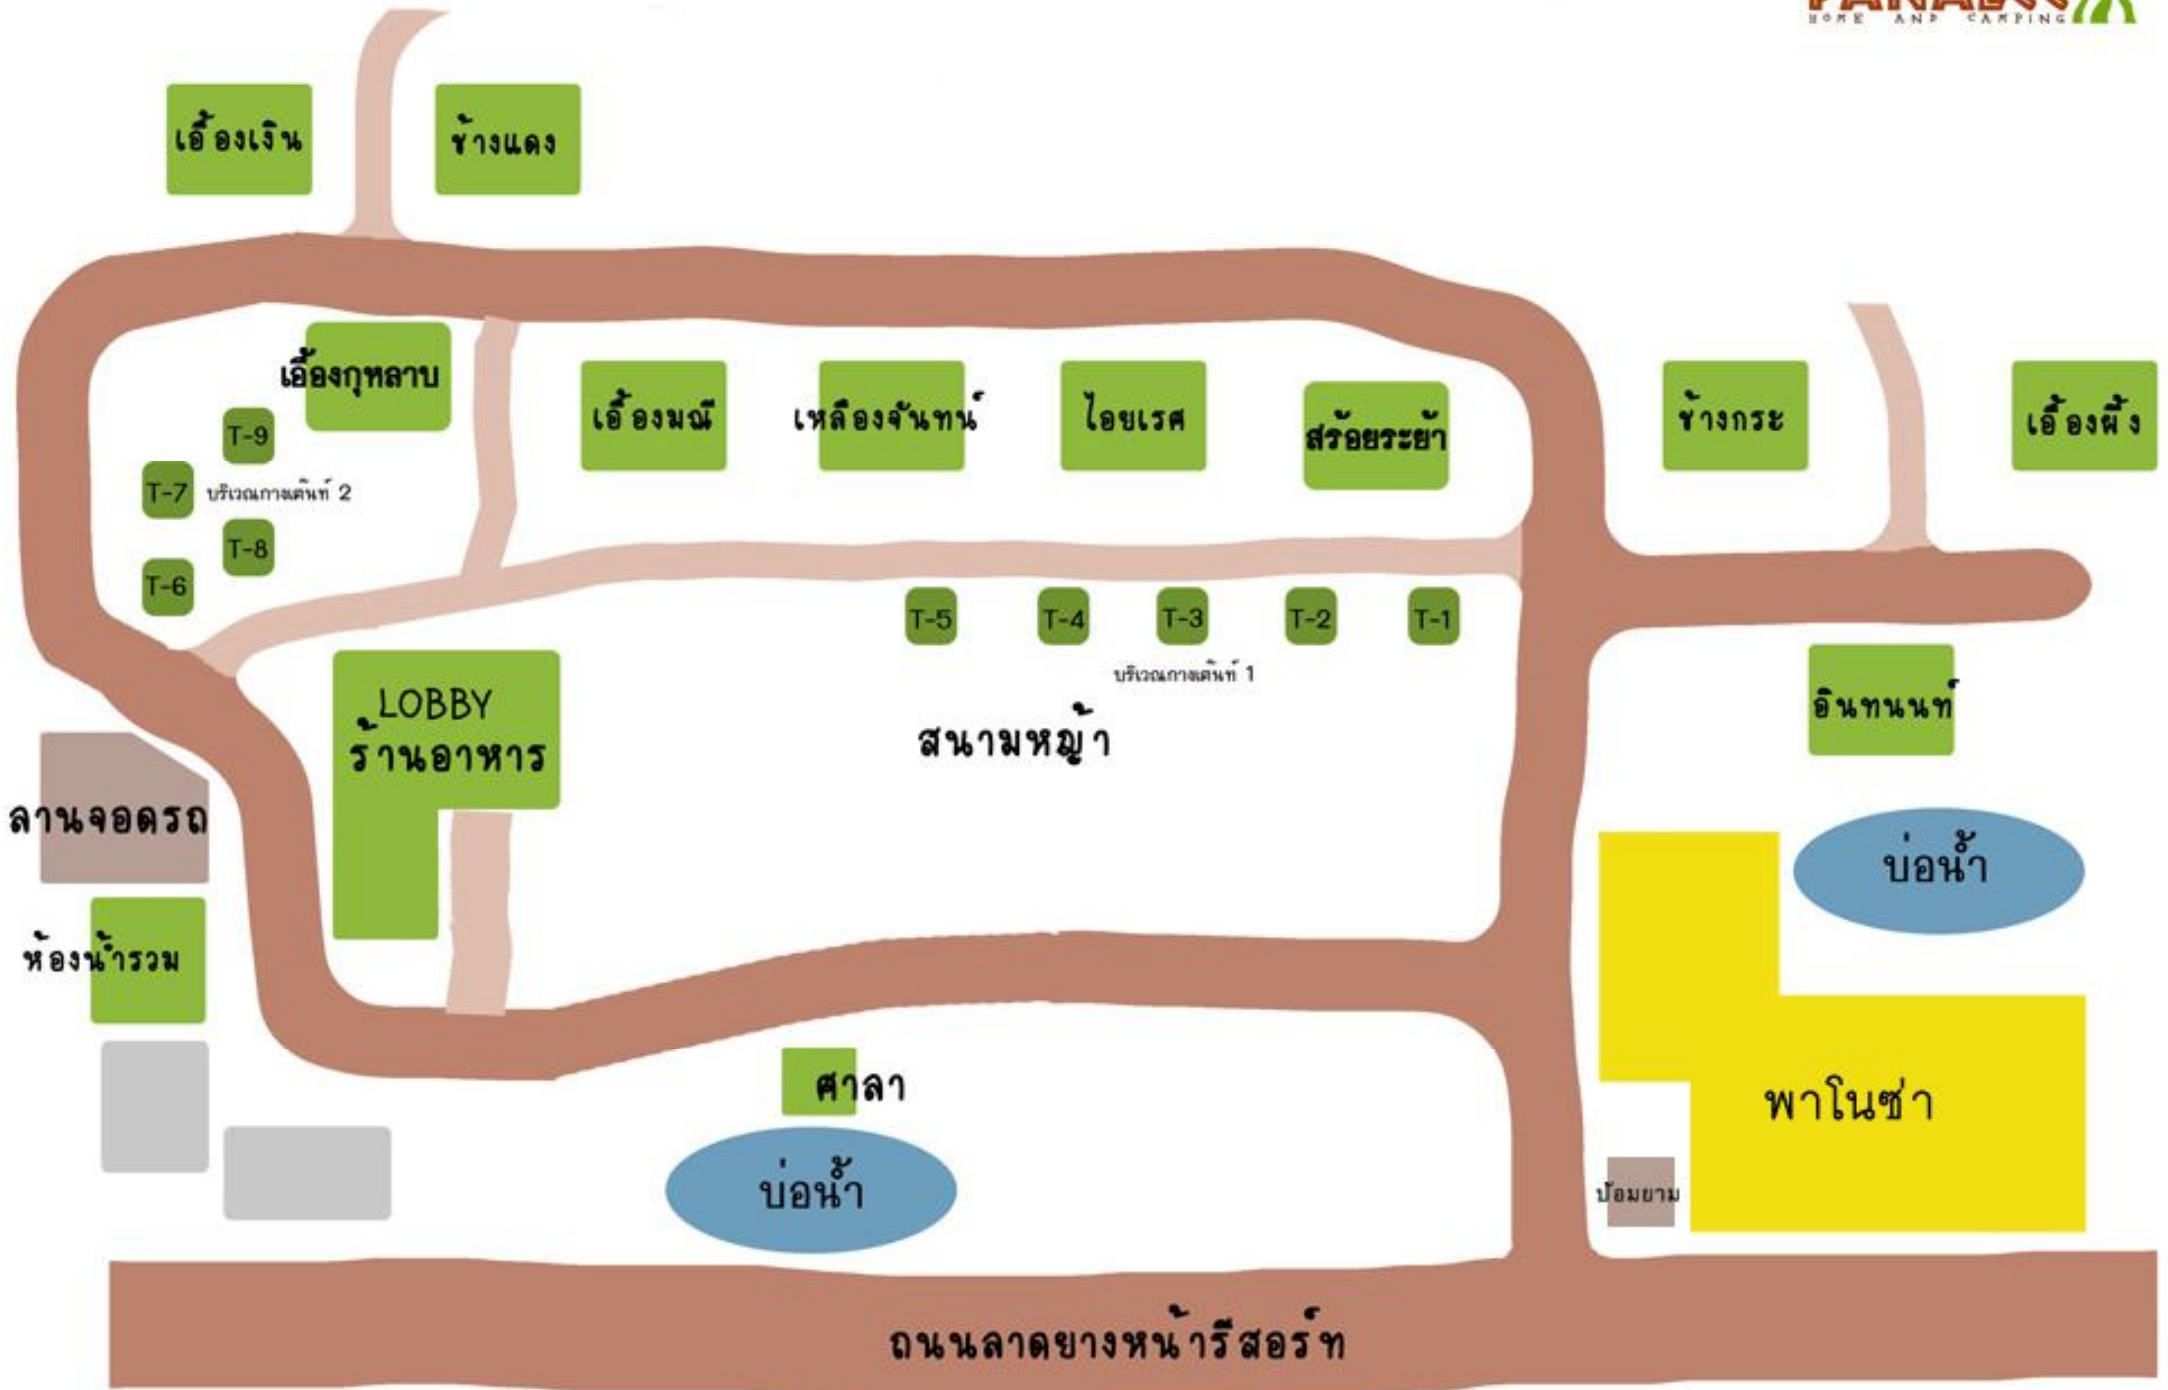 HOME AND CAMPING
เอื้องเงิน
ช้างแดง
เอื้องกุหลาบ
เอื้องมณี
เหลืองจันทน์
ไอยเรศ
สร้อยระย้า
ช้างกระ
เอื้องผึ้ง
T-9
T-7
บริเวณกางเต็นท์ 2
T-8
T-6
T-5
T-4
T-3
T-2
T-1
บริเวณกางเต็นท์ 1
LOBBY
ร้านอาหาร
สนามหญ้า
อินทนนท์
ลานจอดรถ
บ่อน้ำ
ห้องน้ำรวม
ศาลา
พาโนซ่า
บ่อน้ำ
ป้อมยาม
ถนนลาดยางหน้ารีสอร์ท